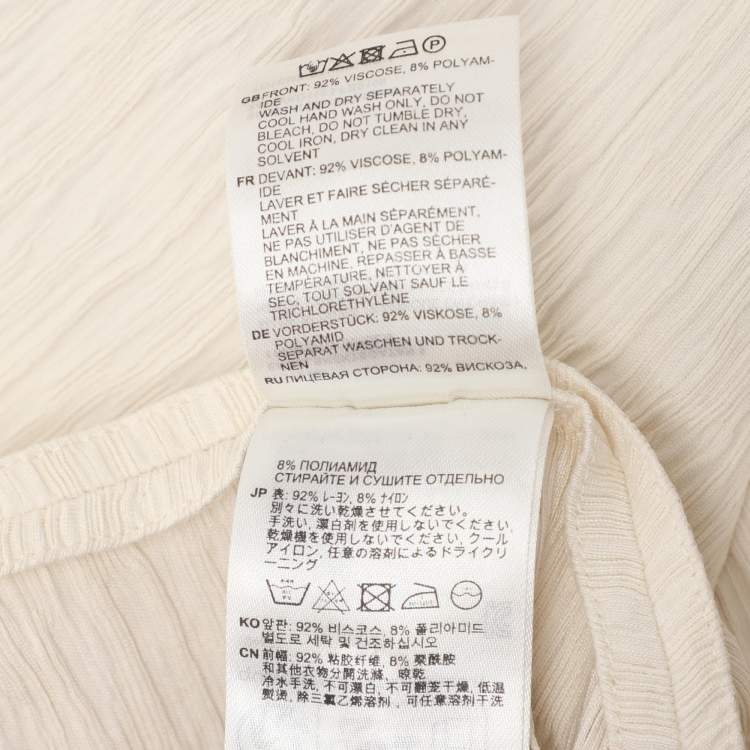 GB FRONT: 92% VISCOSE, 8% POLYAM-
IDE
WASH AND DRY SEPARATELY
COOL HAND WASH ONLY, DO NOT
BLEACH, DO NOT TUMBLE DRY,
COOL IRON, DRY CLEAN IN ANY
SOLVENT
FR DEVANT: 92% VISCOSE, 8% POLYAM-
IDE
LAVER ET FAIRE SÉCHER SÉPARÉ-
MENT
LAVER À LA MAIN SÉPARÉMENT,
NE PAS UTILISER D'AGENT DE
BLANCHIMENT, NE PAS SÉCHER
EN MACHINE, REPASSER À BASSE
TEMPÉRATURE, NETTOYER À
SEC, TOUT SOLVANT SAUF LE
TRICHLORÉTHYLÈNE
DE VORDERSTÜCK: 92% VISKOSE, 8%
POLYAMID
SEPARAT WASCHEN UND TROCK-
NEN
RU ЛИЦЕВАЯ СТОРОНА: 92% ВИСКОЗА,
8% ПОЛИАМИД
СТИРАЙТЕ И СУШИТЕ ОТДЕЛЬНО
JP 表: 92% レーヨン, 8% ナイロン
別々に洗い乾燥させてください。
手洗い, 漂白剤を使用しないでください,
乾燥機を使用しないでください, クール
アイロン, 任意の溶剤によるドライクリ
ーニング
KO 앞판: 92% 비스코스, 8% 폴리아미드
별도로 세탁 및 건조하십시오
CN 前幅: 92% 粘胶纤维, 8% 聚酰胺
和其他衣物分開洗滌、晾乾
冷水手洗, 不可漂白, 不可翻笼干燥, 低温
熨烫, 除三氯乙烯溶剂, 可任意溶剂干洗